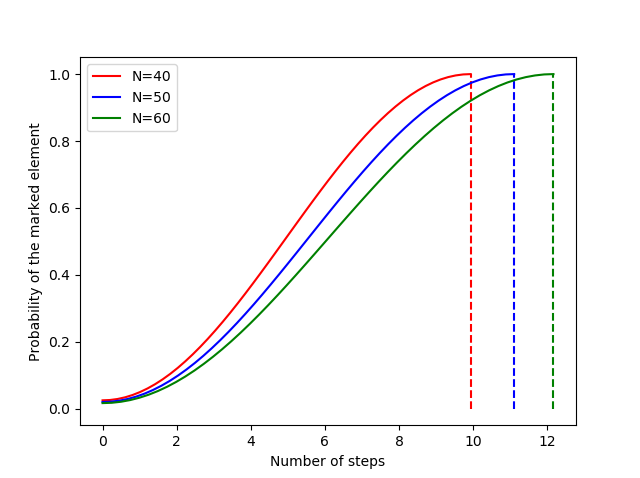 N=40
N=50
N=60
1.0
0.8
0.6
0.4
0.2
0.0
Probability of the marked element
0 2 4 6 8 10 12
Number of steps